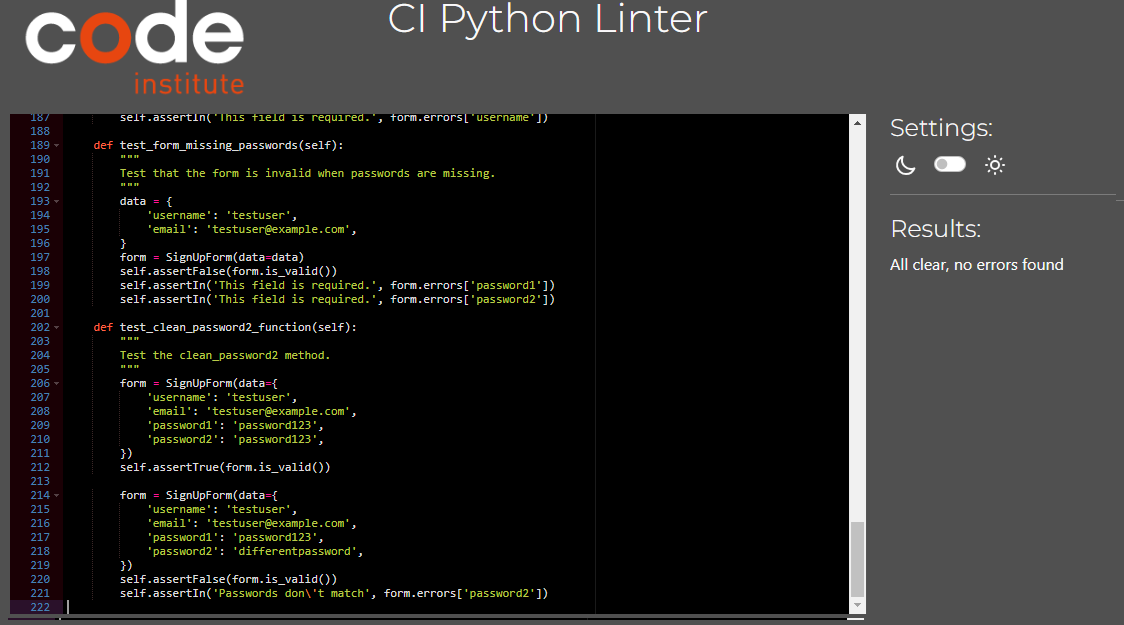 code
institute
CI Python Linter
187 self.assertIn('This field is required.', form.errors['username'])
188
189 def test_form_missing_passwords(self):
190 """
191 Test that the form is invalid when passwords are missing.
192 """
193 data = {
194 'username': 'testuser',
195 'email': 'testuser@example.com',
196 }
197 form = SignUpForm(data=data)
198 self.assertFalse(form.is_valid())
199 self.assertIn('This field is required.', form.errors['password1'])
200 self.assertIn('This field is required.', form.errors['password2'])
201
202 def test_clean_password2_function(self):
203 """
204 Test the clean_password2 method.
205 """
206 form = SignUpForm(data={
207 'username': 'testuser',
208 'email': 'testuser@example.com',
209 'password1': 'password123',
210 'password2': 'password123',
211 })
212 self.assertTrue(form.is_valid())
213
214 form = SignUpForm(data={
215 'username': 'testuser',
216 'email': 'testuser@example.com',
217 'password1': 'password123',
218 'password2': 'differentpassword',
219 })
220 self.assertFalse(form.is_valid())
221 self.assertIn('Passwords don\'t match', form.errors['password2'])
222
Settings:
Results:
All clear, no errors found